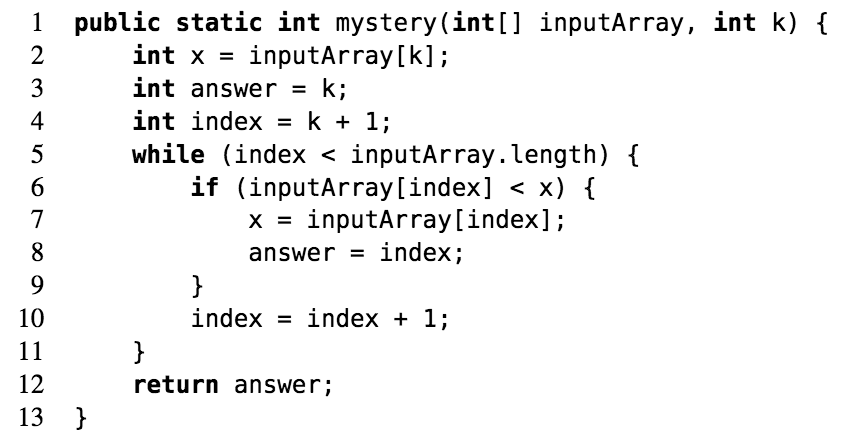 1 public static int mystery(int[] inputArray, int k) {
2     int x = inputArray[k];
3     int answer = k;
4     int index = k + 1;
5     while (index < inputArray.length) {
6         if (inputArray[index] < x) {
7             x = inputArray[index];
8             answer = index;
9         }
10         index = index + 1;
11     }
12     return answer;
13 }